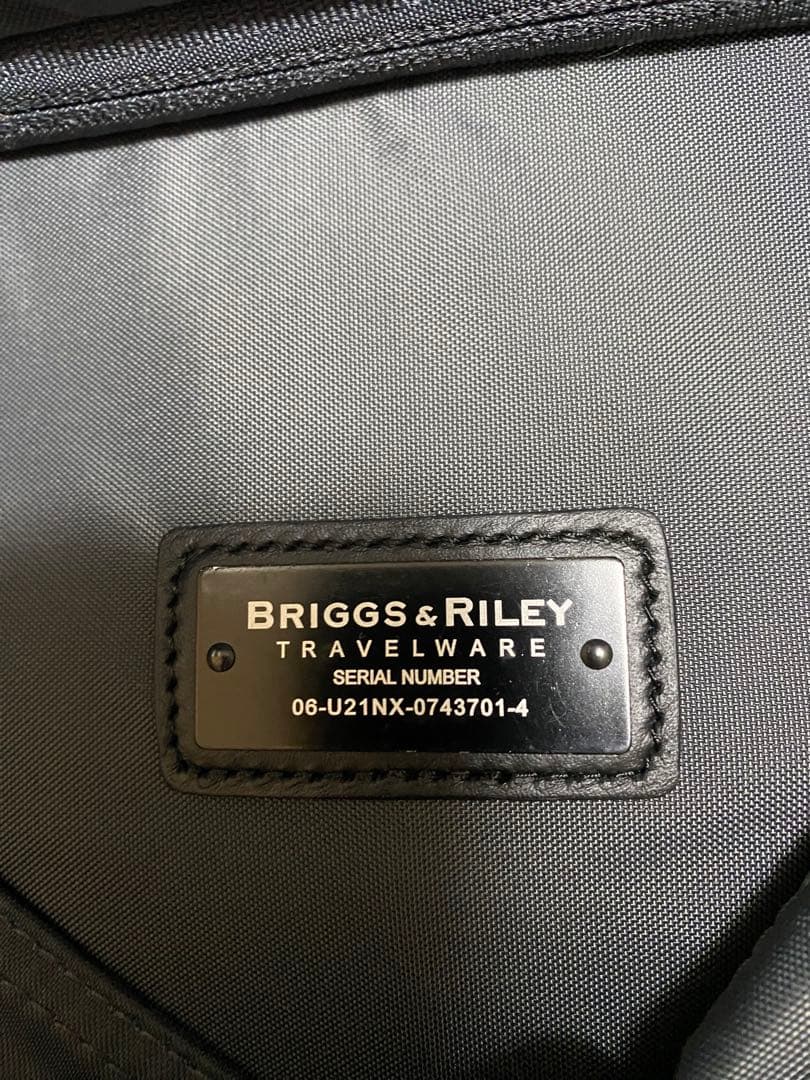 BRIGGS & RILEY
TRAVELWARE
SERIAL NUMBER
06-U21NX-0743701-4